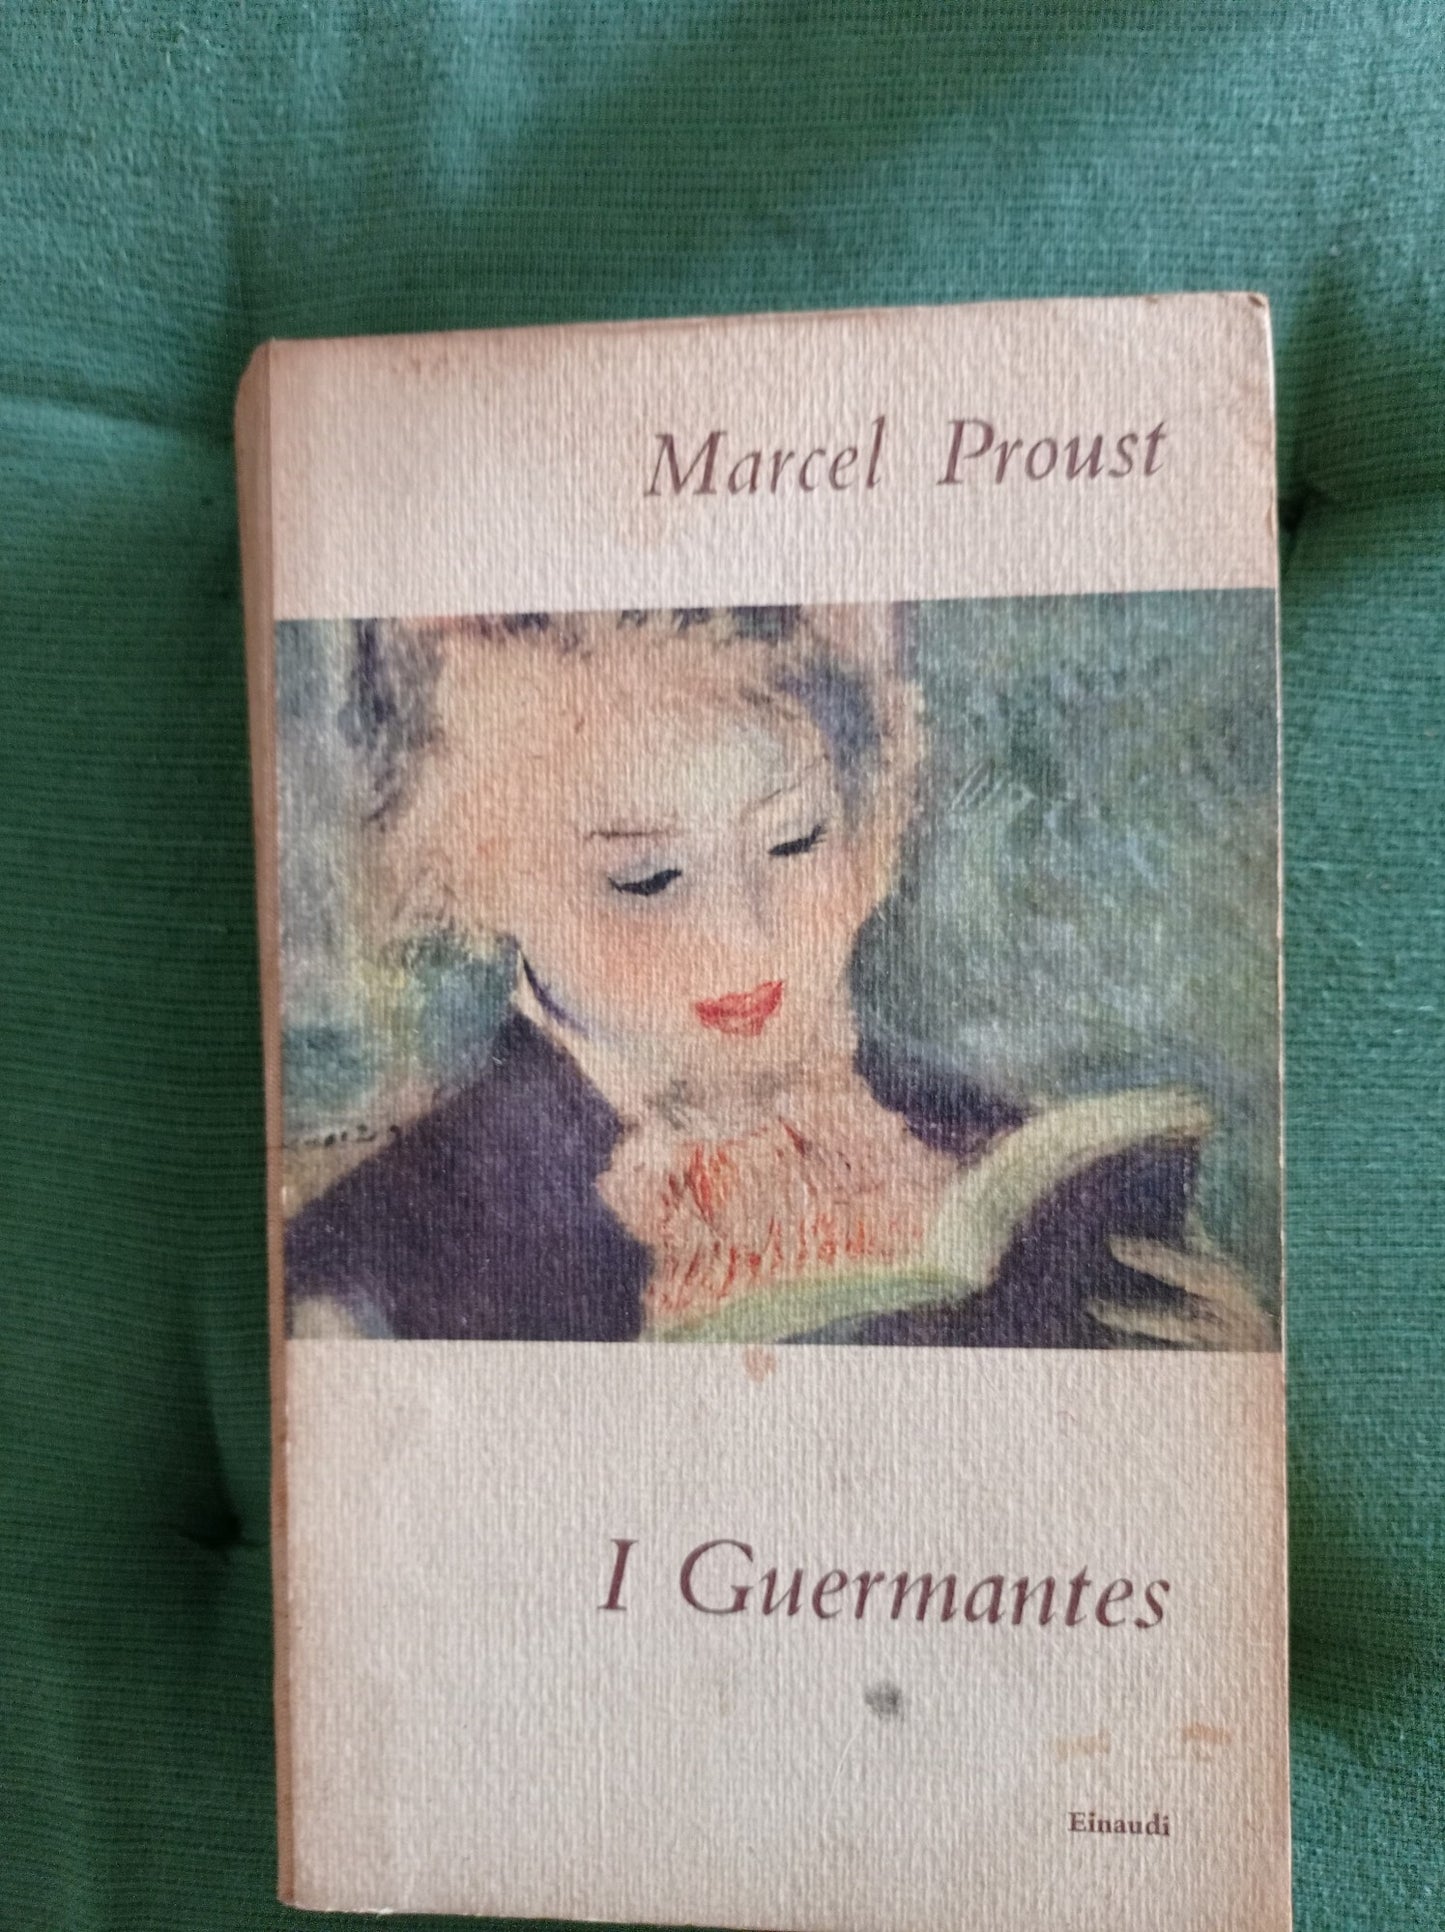 Marcel Proust
I Guermantes
Einaudi